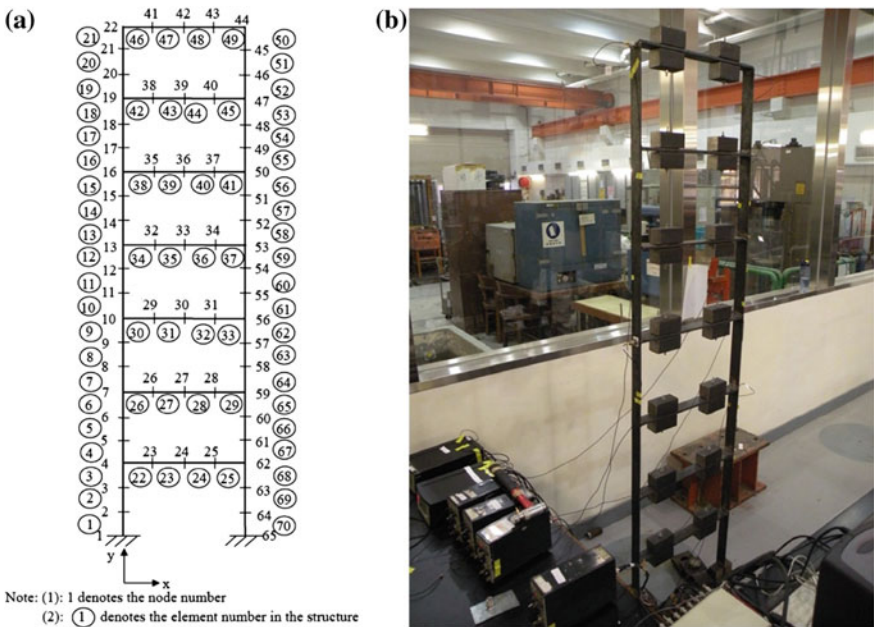 (a)
41 42 43 44
22
㉑ ㊻ ㊼ ㊽ ㊾ ㊿
21 45
⑳ (51)
20 46
38 39 40
⑲ (52)
19 47
⑱ ㊷ ㊸ ㊹ ㊺ (53)
18 48
⑰ (54)
17 49
35 36 37
⑯ (55)
16 50
⑮ ㊳ ㊴ ㊵ ㊶ (56)
15 51
⑭ (57)
14 52
32 33 34
⑬ (58)
13 53
⑫ ㉞ ㉟ ㊱ ㊲ (59)
12 54
⑪ (60)
11 55
29 30 31
⑩ (61)
10 56
⑨ ㉚ ㉛ ㉜ ㉝ (62)
9 57
⑧ (63)
8 58
26 27 28
⑦ (64)
7 59
⑥ ㉖ ㉗ ㉘ ㉙ (65)
6 60
⑤ (66)
5 61
23 24 25
④ (67)
4 62
③ ㉒ ㉓ ㉔ ㉕ (68)
3 63
② (69)
2 64
① (70)
1 65
y
x
Note: (1): 1 denotes the node number
(2): ① denotes the element number in the structure
(b)